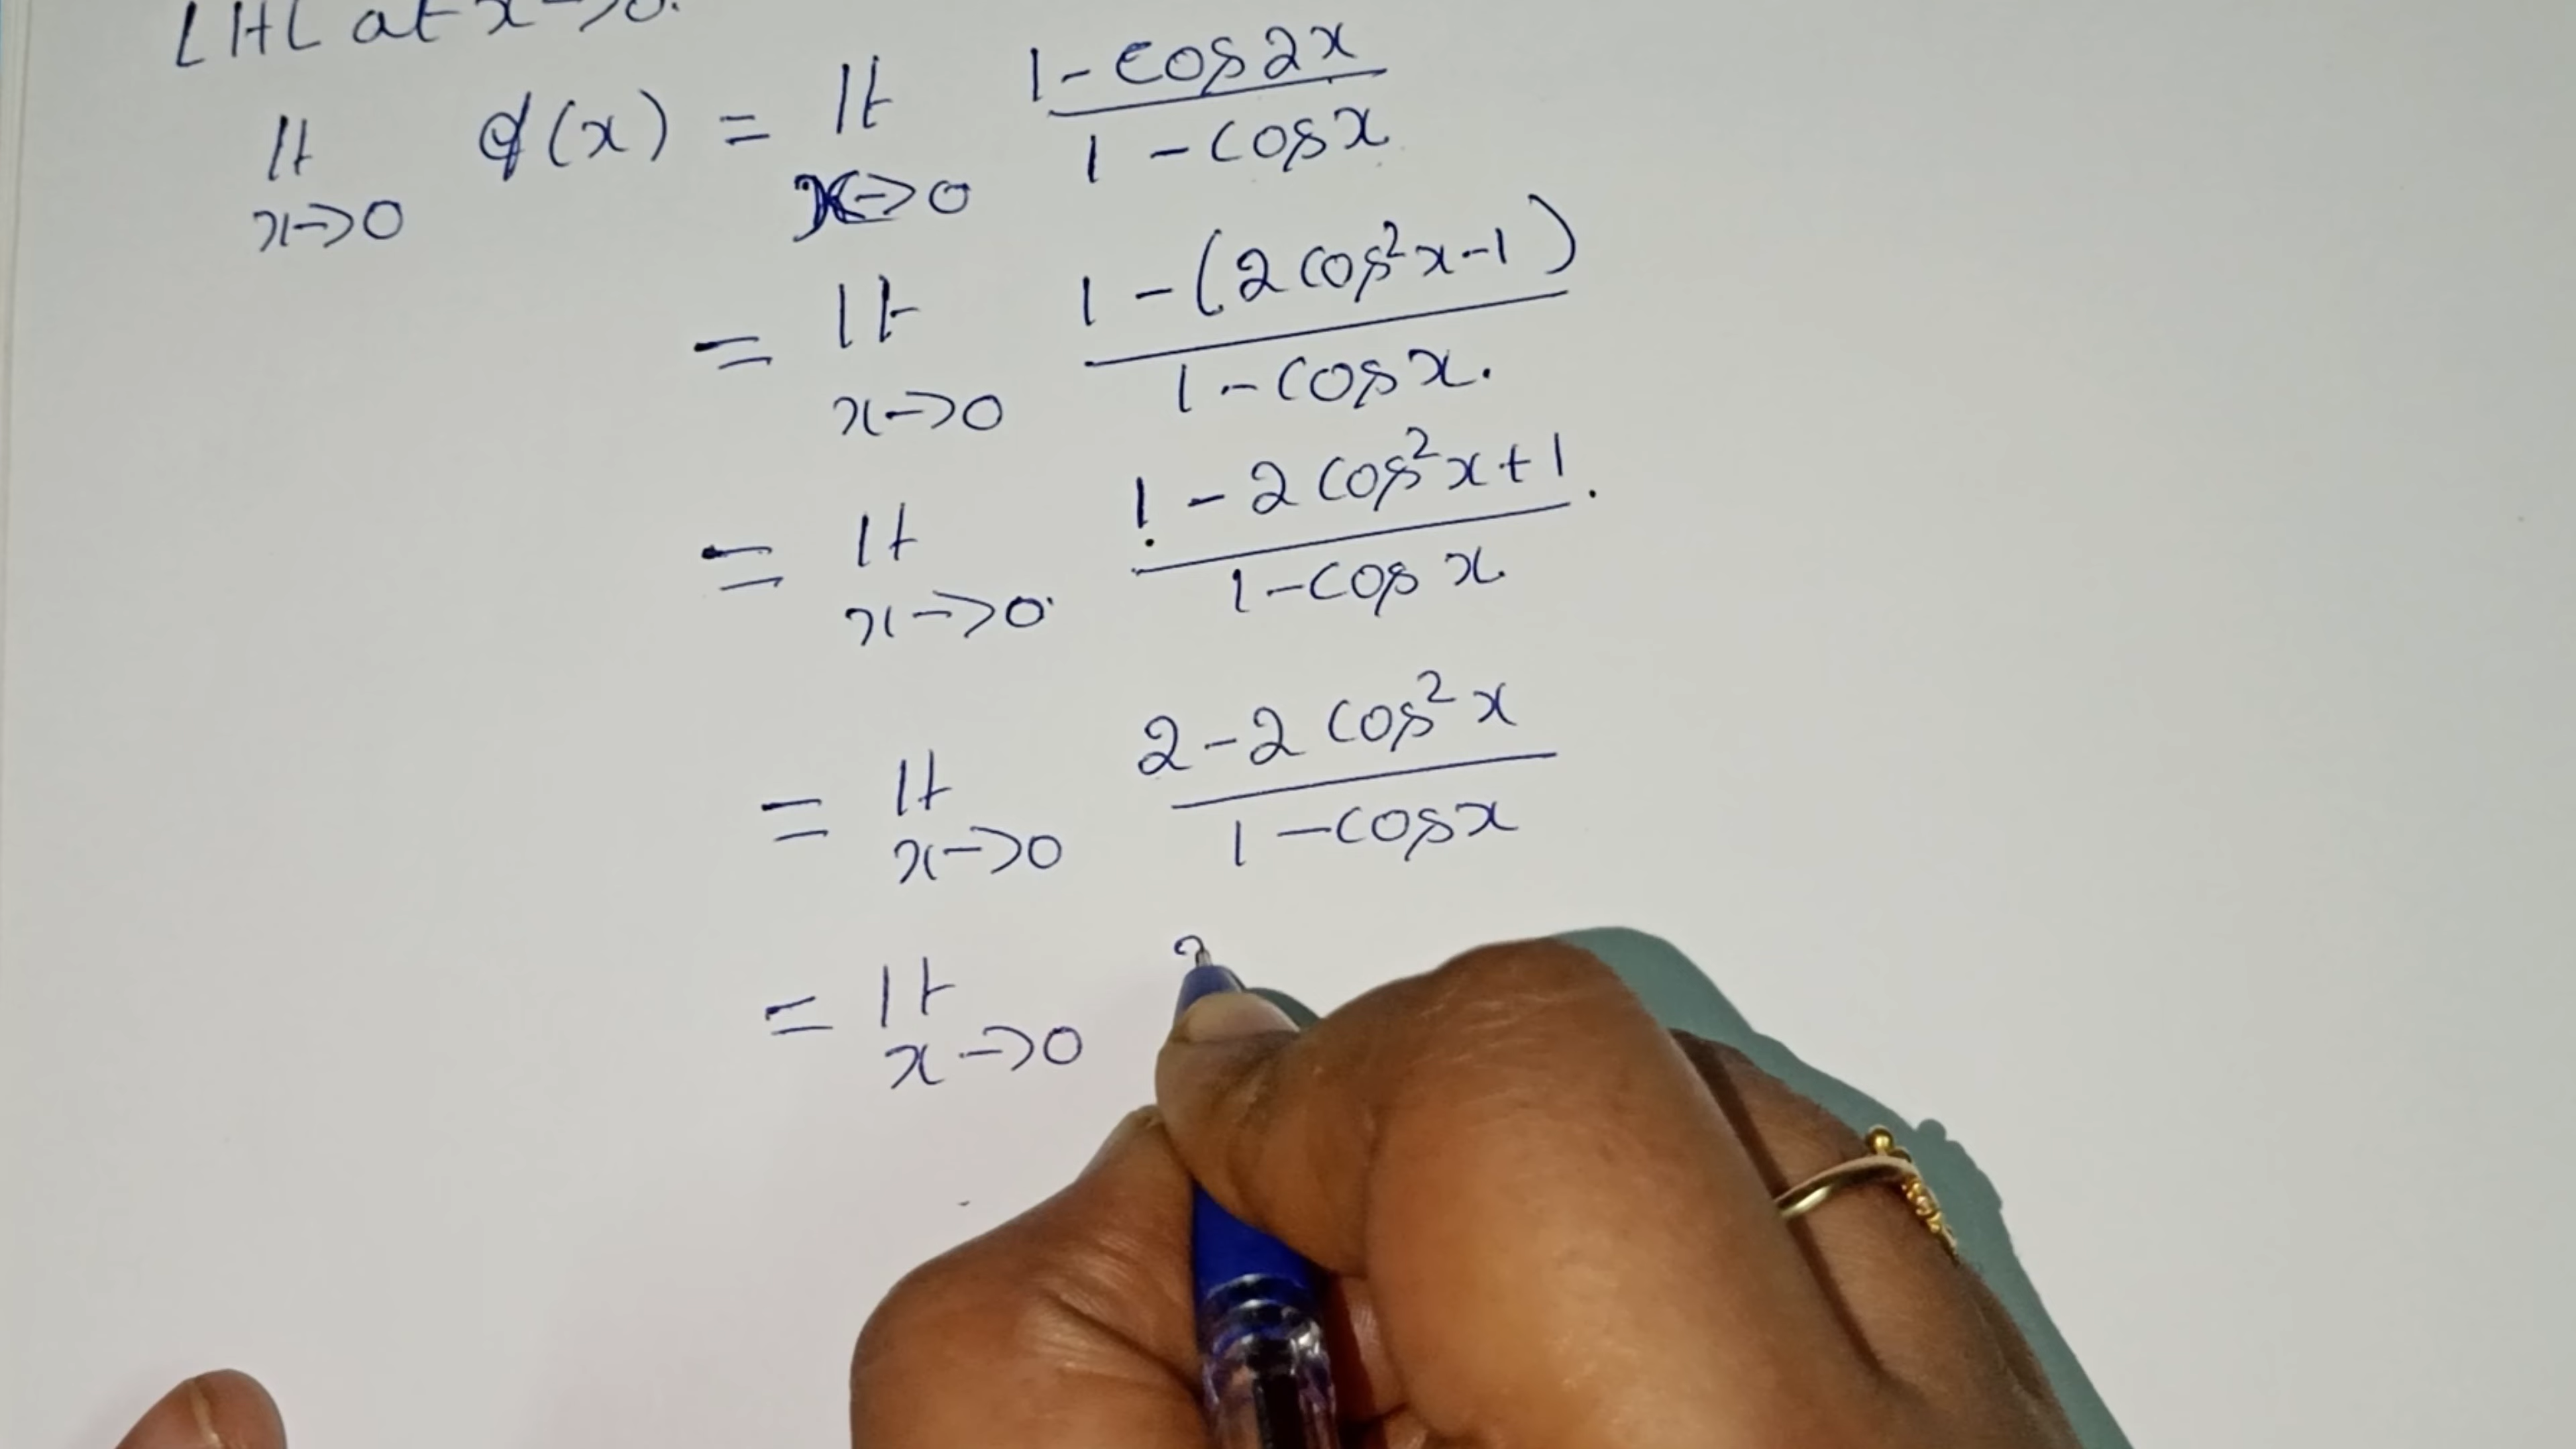 LHL at x->0.
lt x->0 f(x) = lt x->0 1-cos2x / 1-cosx
= lt x->0 1-(2cos²x-1) / 1-cosx.
= lt x->0 1-2cos²x+1 / 1-cosx.
= lt x->0 2-2cos²x / 1-cosx
= lt x->0